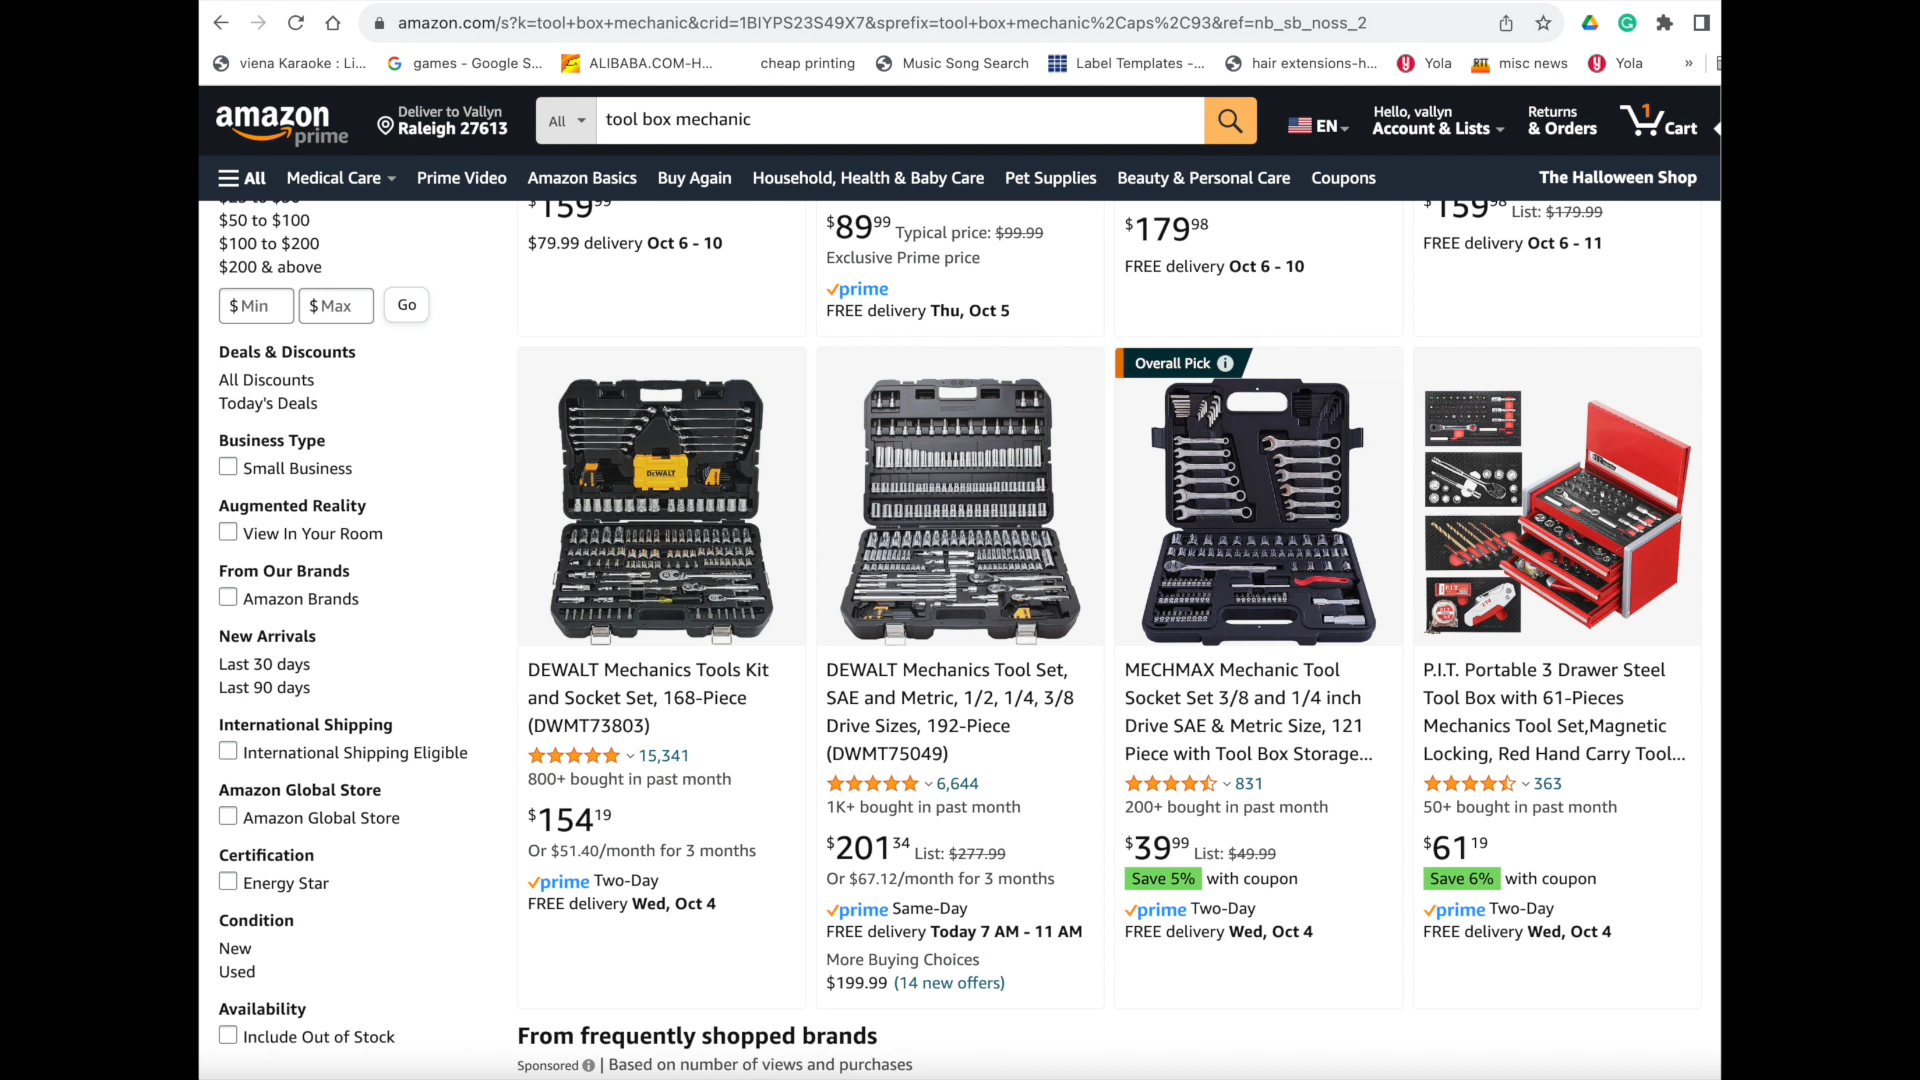 amazon.com/s?k=tool+box+mechanic&crid=1BIYPS23S49X7&sprefix=tool+box+mechanic%2Caps%2C93&ref=nb_sb_noss_2
viena Karaoke : Li...
games - Google S...
ALIBABA.COM-H...
cheap printing
Music Song Search
Label Templates -...
hair extensions-h...
Yola
misc news
Yola
»
amazon prime
Deliver to Vallyn
Raleigh 27613
All
tool box mechanic
EN
Hello, vallyn
Account & Lists
Returns
& Orders
1
Cart
All
Medical Care
Prime Video
Amazon Basics
Buy Again
Household, Health & Baby Care
Pet Supplies
Beauty & Personal Care
Coupons
The Halloween Shop
$50 to $100
$100 to $200
$200 & above
$ Min
$ Max
Go
Deals & Discounts
All Discounts
Today's Deals
Business Type
Small Business
Augmented Reality
View In Your Room
From Our Brands
Amazon Brands
New Arrivals
Last 30 days
Last 90 days
International Shipping
International Shipping Eligible
Amazon Global Store
Amazon Global Store
Certification
Energy Star
Condition
New
Used
Availability
Include Out of Stock
$159.99
$79.99 delivery Oct 6 - 10
$89.99 Typical price: $99.99
Exclusive Prime price
prime
FREE delivery Thu, Oct 5
$179.98
FREE delivery Oct 6 - 10
$159.98 List: $179.99
FREE delivery Oct 6 - 11
DEWALT
DEWALT Mechanics Tools Kit
and Socket Set, 168-Piece
(DWMT73803)
15,341
800+ bought in past month
$154.19
Or $51.40/month for 3 months
prime Two-Day
FREE delivery Wed, Oct 4
DEWALT Mechanics Tool Set,
SAE and Metric, 1/2, 1/4, 3/8
Drive Sizes, 192-Piece
(DWMT75049)
6,644
1K+ bought in past month
$201.34 List: $277.99
Or $67.12/month for 3 months
prime Same-Day
FREE delivery Today 7 AM - 11 AM
More Buying Choices
$199.99 (14 new offers)
Overall Pick
MECHMAX Mechanic Tool
Socket Set 3/8 and 1/4 inch
Drive SAE & Metric Size, 121
Piece with Tool Box Storage...
831
200+ bought in past month
$39.99 List: $49.99
Save 5% with coupon
prime Two-Day
FREE delivery Wed, Oct 4
P.I.T. Portable 3 Drawer Steel
Tool Box with 61-Pieces
Mechanics Tool Set,Magnetic
Locking, Red Hand Carry Tool...
363
50+ bought in past month
$61.19
Save 6% with coupon
prime Two-Day
FREE delivery Wed, Oct 4
From frequently shopped brands
Sponsored | Based on number of views and purchases